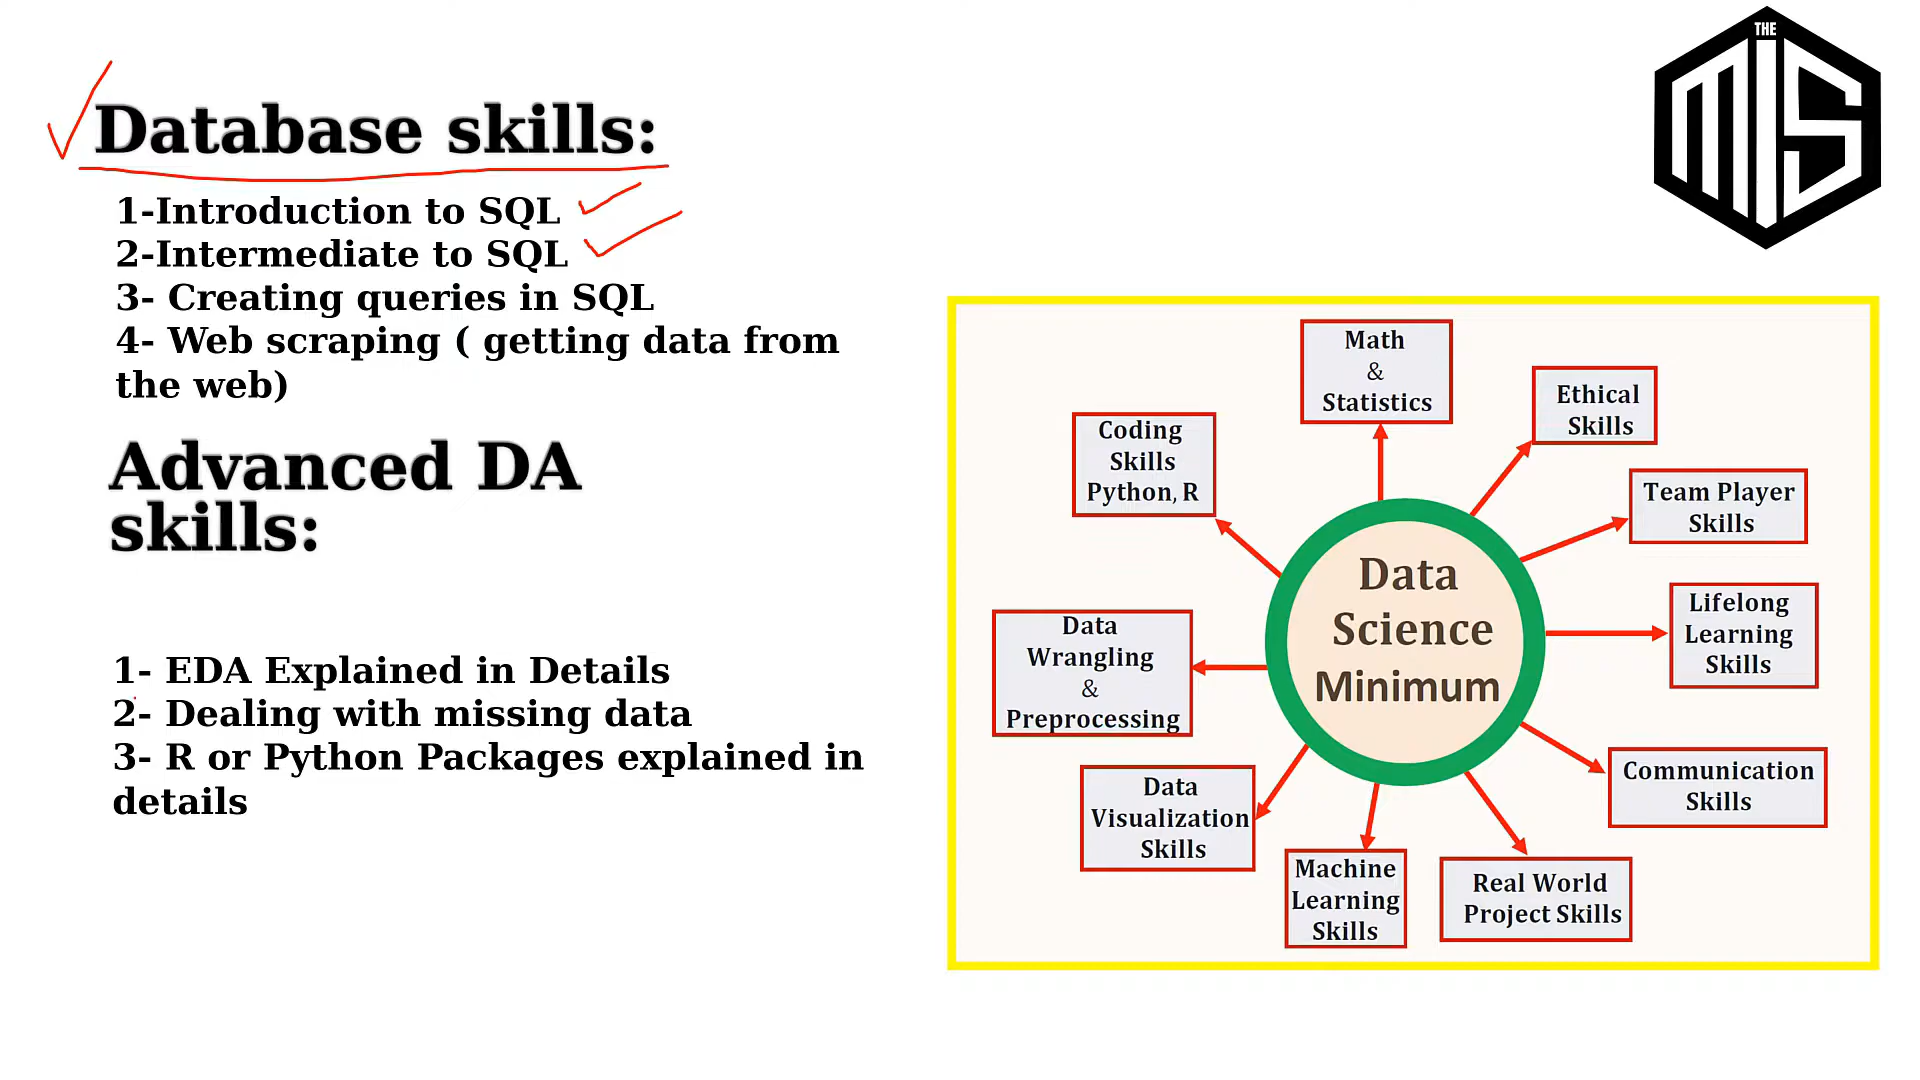 THE
MIS
Database skills:
1-Introduction to SQL
2-Intermediate to SQL
3- Creating queries in SQL
4- Web scraping ( getting data from
the web)
Advanced DA
skills:
1- EDA Explained in Details
2- Dealing with missing data
3- R or Python Packages explained in
details
Math
&
Statistics
Ethical
Skills
Team Player
Skills
Lifelong
Learning
Skills
Communication
Skills
Real World
Project Skills
Machine
Learning
Skills
Data
Visualization
Skills
Data
Wrangling
&
Preprocessing
Coding
Skills
Python, R
Data
Science
Minimum